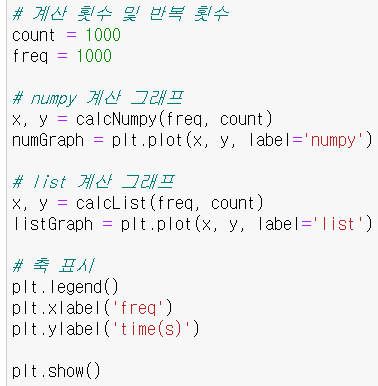 # 계산 횟수 및 반복 횟수
count = 1000
freq = 1000
# numpy 계산 그래프
x, y = calcNumpy(freq, count)
numGraph = plt.plot(x, y, label='numpy')
# list 계산 그래프
x, y = calcList(freq, count)
listGraph = plt.plot(x, y, label='list')
# 축 표시
plt.legend()
plt.xlabel('freq')
plt.ylabel('time(s)')
plt.show()